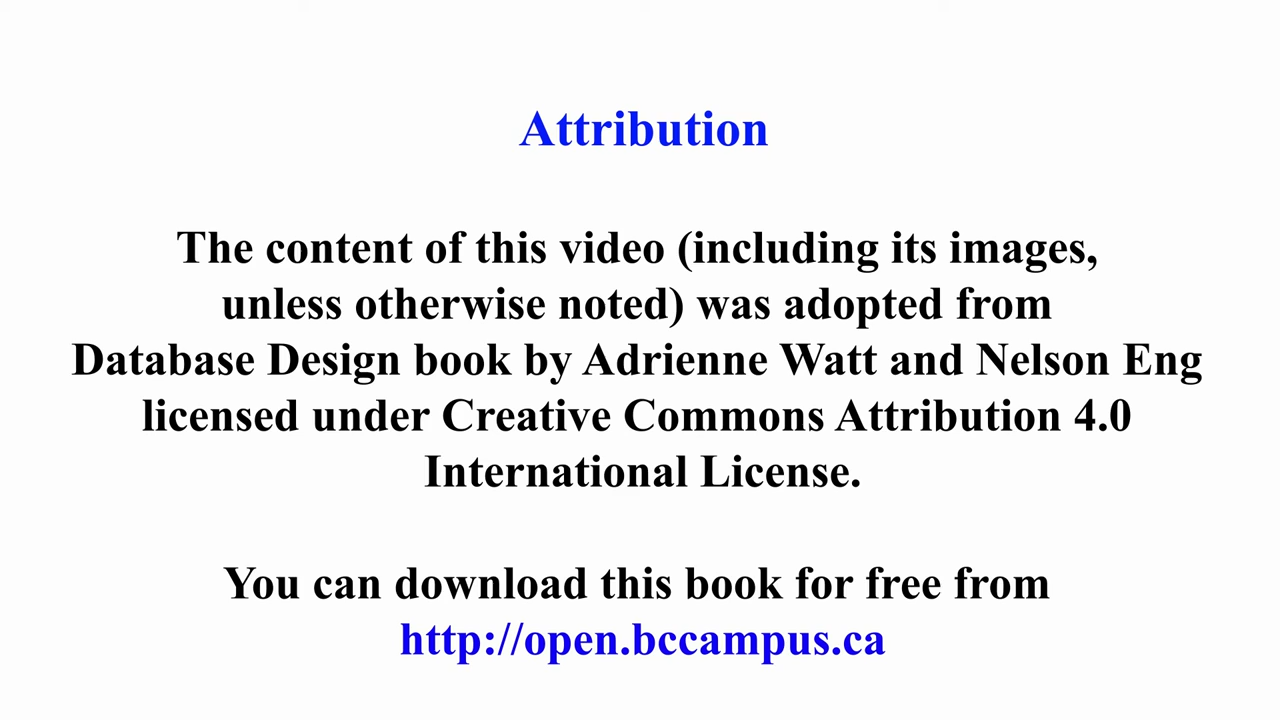 Attribution
The content of this video (including its images,
unless otherwise noted) was adopted from
Database Design book by Adrienne Watt and Nelson Eng
licensed under Creative Commons Attribution 4.0
International License.
You can download this book for free from
http://open.bccampus.ca